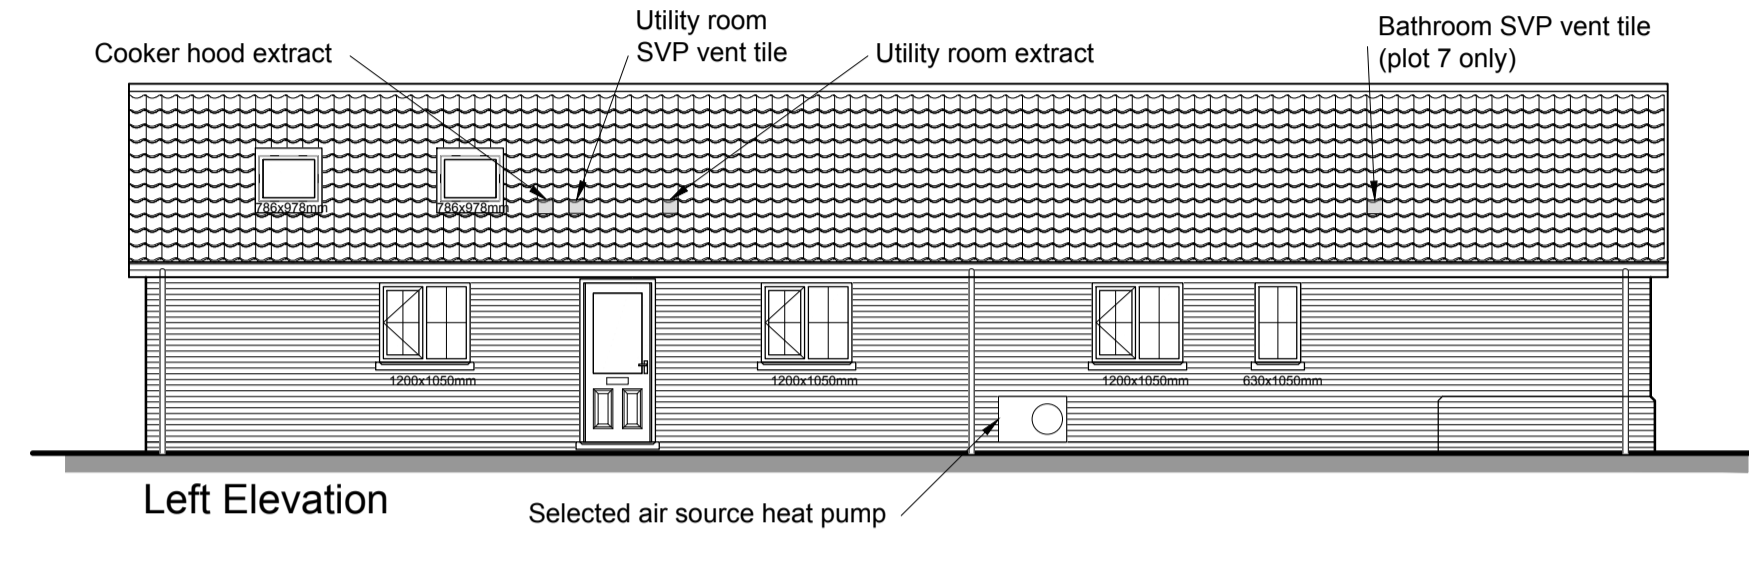 Utility room
SVP vent tile
Cooker hood extract
Utility room extract
Bathroom SVP vent tile
(plot 7 only)
786x978mm
786x978mm
1200x1050mm
1200x1050mm
1200x1050mm
630x1050mm
Left Elevation
Selected air source heat pump